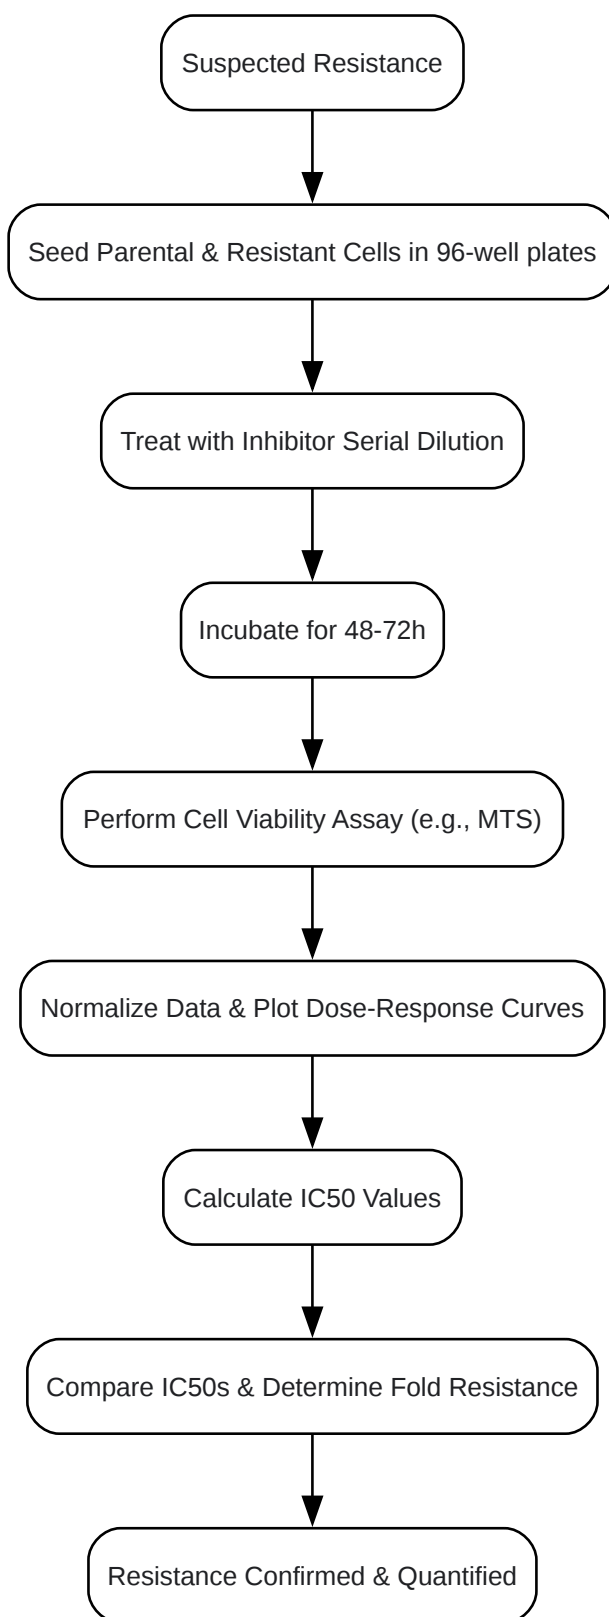 Suspected Resistance
Seed Parental & Resistant Cells in 96-well plates
Treat with Inhibitor Serial Dilution
Incubate for 48-72h
Perform Cell Viability Assay (e.g., MTS)
Normalize Data & Plot Dose-Response Curves
Calculate IC50 Values
Compare IC50s & Determine Fold Resistance
Resistance Confirmed & Quantified